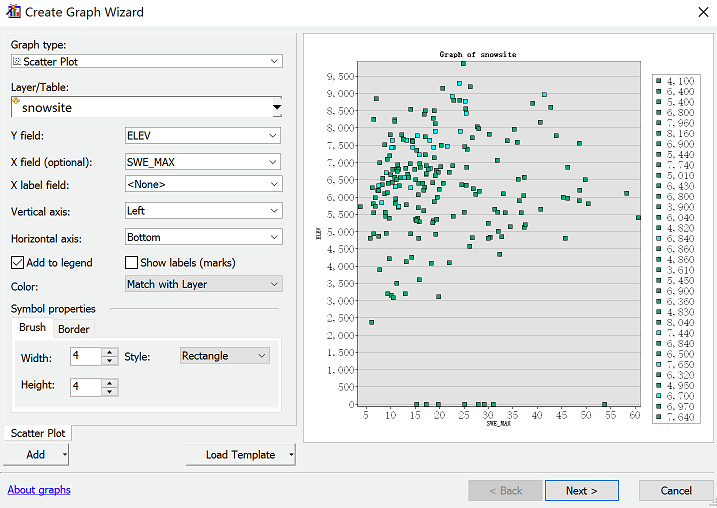 Create Graph Wizard
Graph type:
Scatter Plot
Layer/Table:
snowsite
Y field:
ELEV
X field (optional):
SWE_MAX
X label field:
<None>
Vertical axis:
Left
Horizontal axis:
Bottom
Add to legend
Show labels (marks)
Color:
Match with Layer
Symbol properties
Brush
Border
Width:
4
Style:
Rectangle
Height:
4
Scatter Plot
Add
Load Template
About graphs
< Back
Next >
Cancel
Graph of snowsite
ELEV
9,500
9,000
8,500
8,000
7,500
7,000
6,500
6,000
5,500
5,000
4,500
4,000
3,500
3,000
2,500
2,000
1,500
1,000
500
0
5 10 15 20 25 30 35 40 45 50 55 60
SWE_MAX
4,100
6,400
5,400
6,800
7,960
8,160
6,900
5,440
7,740
5,010
6,430
6,800
3,900
6,040
4,820
6,840
6,860
4,860
3,610
5,450
6,900
6,360
4,830
8,040
7,440
6,840
6,500
7,650
6,320
4,950
6,700
6,970
7,640